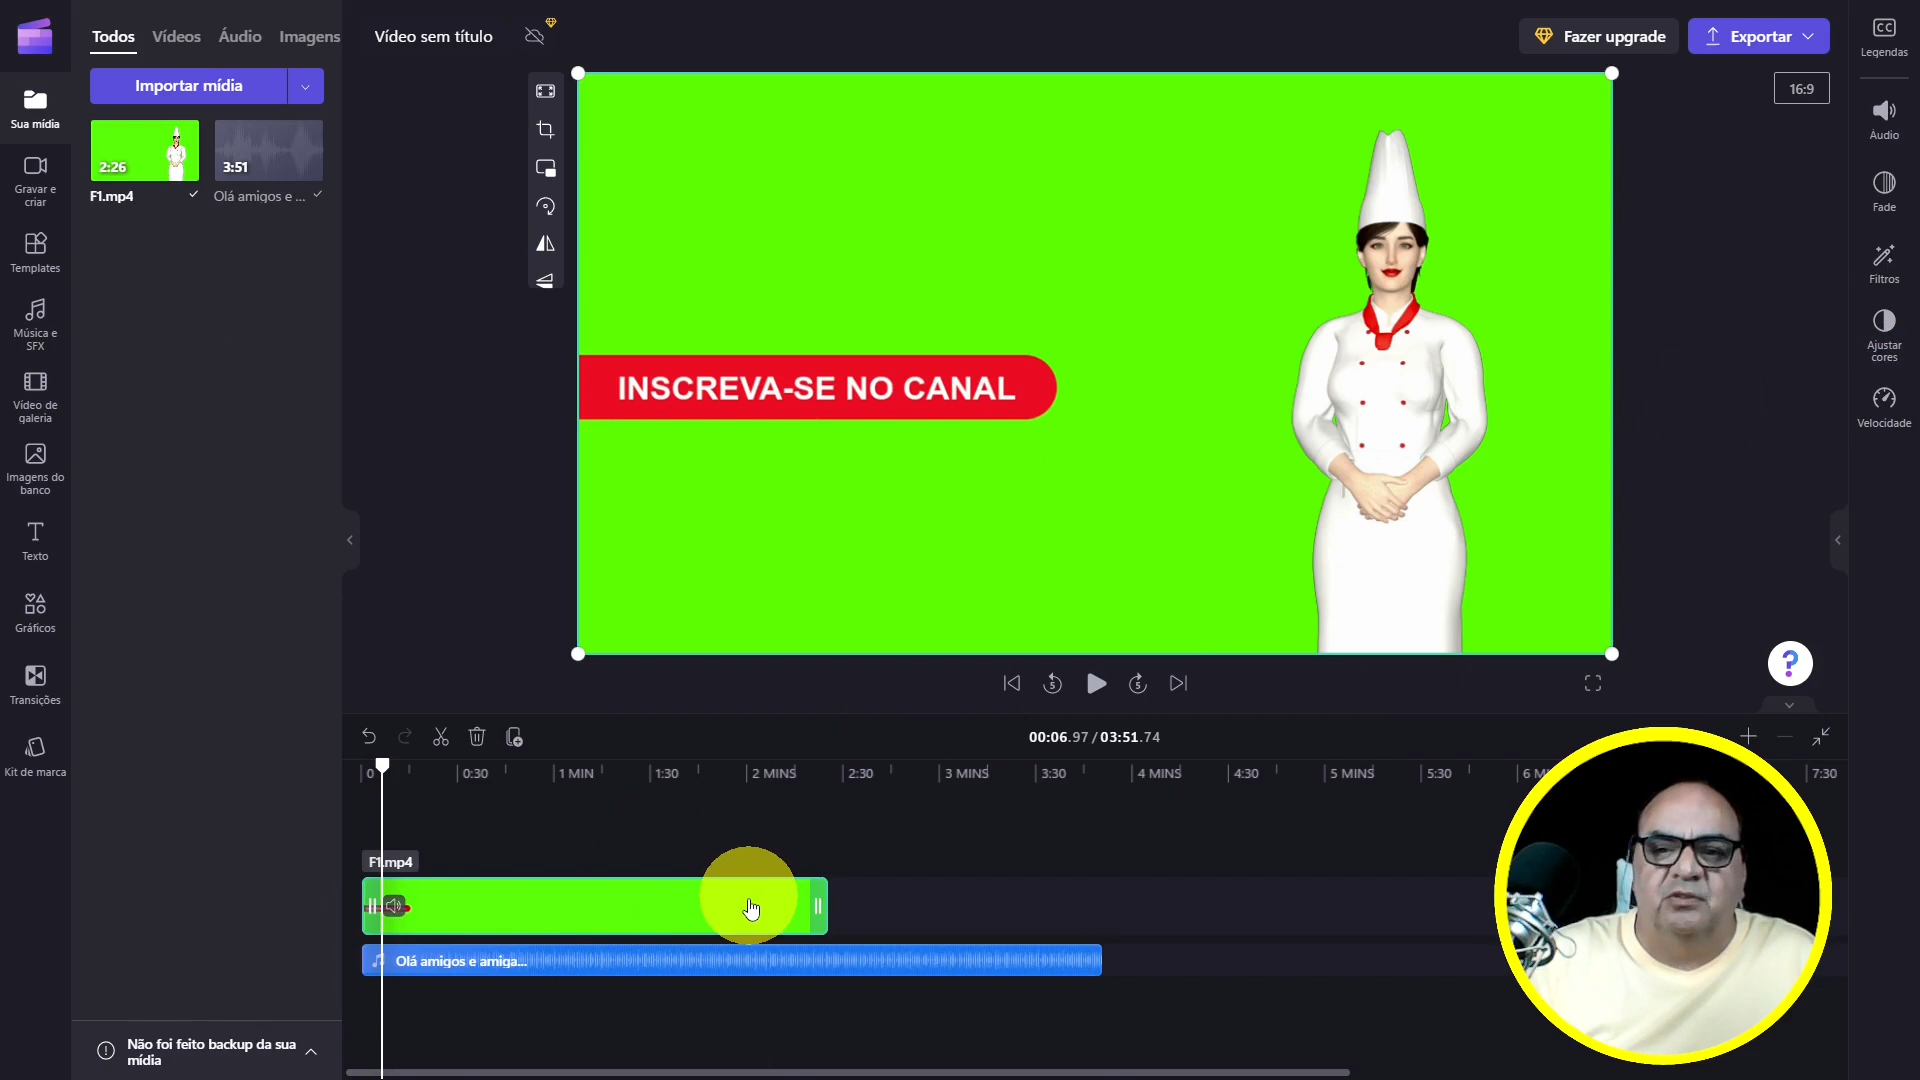 Todos
Vídeos
Áudio
Imagens
Vídeo sem título
Fazer upgrade
Exportar
CC
Legendas
Importar mídia
16:9
Sua mídia
2:26
3:51
F1.mp4
Olá amigos e ...
Áudio
Gravar e
criar
Fade
Templates
Filtros
Música e
SFX
Ajustar
cores
INSCREVA-SE NO CANAL
Vídeo de
galeria
Velocidade
Imagens do
banco
Texto
Gráficos
Transições
5
5
?
00:06.97 / 03:51.74
Kit de marca
0
0:30
1 MIN
1:30
2 MINS
2:30
3 MINS
3:30
4 MINS
4:30
5 MINS
5:30
7:30
F1.mp4
Olá amigos e amiga...
Não foi feito backup da sua
mídia